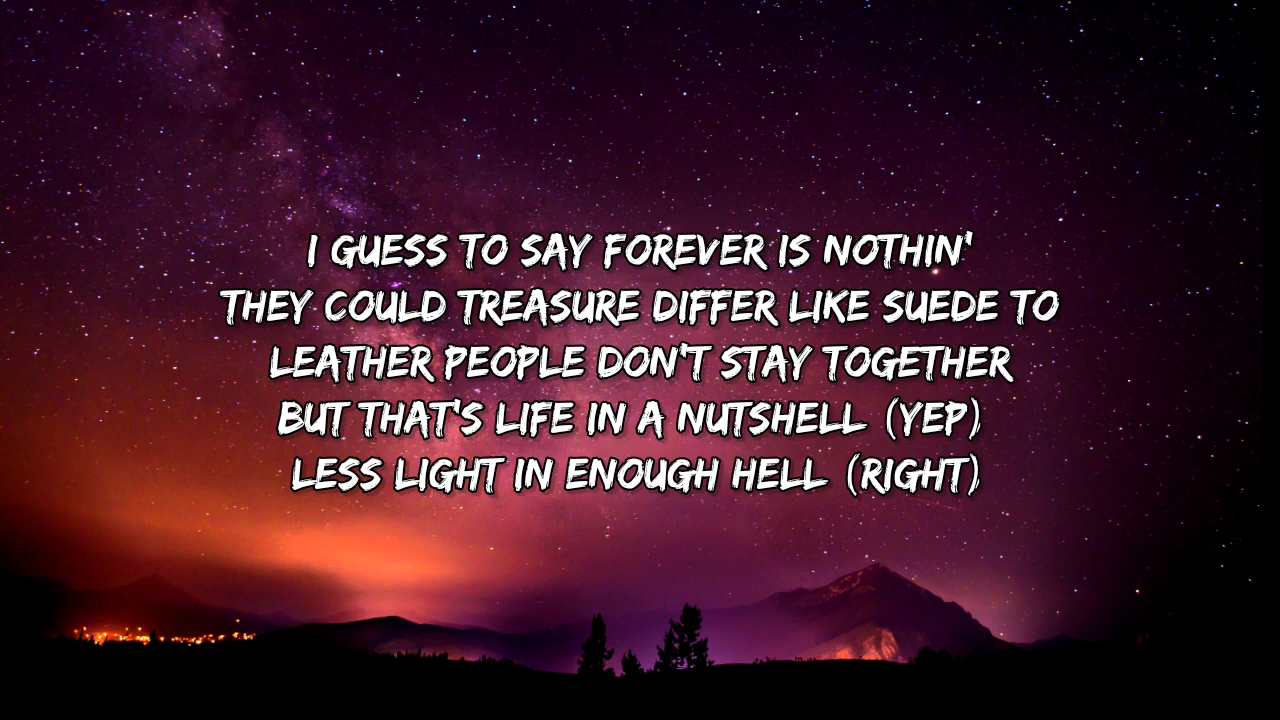 I GUESS TO SAY FOREVER IS NOTHIN'
THEY COULD TREASURE DIFFER LIKE SUEDE TO
LEATHER PEOPLE DON'T STAY TOGETHER
BUT THAT'S LIFE IN A NUTSHELL (YEP)
LESS LIGHT IN ENOUGH HELL (RIGHT)